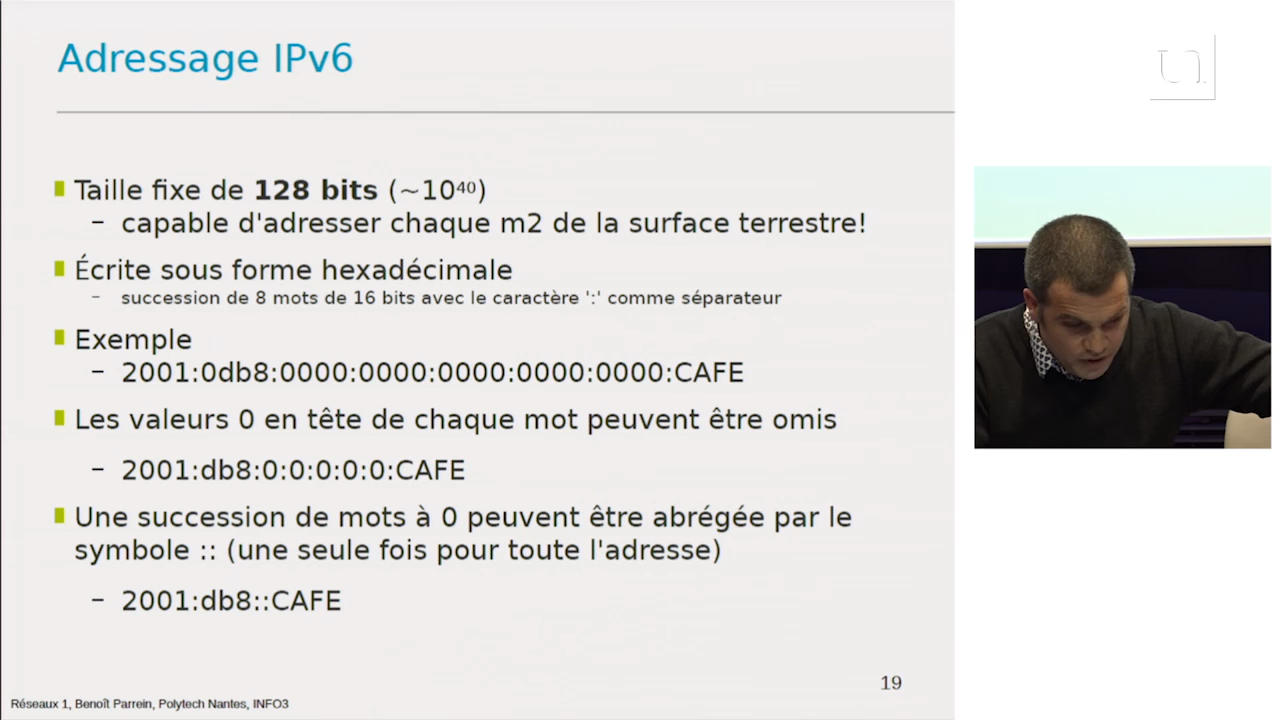 Adressage IPv6
Taille fixe de 128 bits (~10⁴⁰)
– capable d'adresser chaque m2 de la surface terrestre!
Écrite sous forme hexadécimale
– succession de 8 mots de 16 bits avec le caractère ':' comme séparateur
Exemple
– 2001:0db8:0000:0000:0000:0000:0000:CAFE
Les valeurs 0 en tête de chaque mot peuvent être omis
– 2001:db8:0:0:0:0:0:CAFE
Une succession de mots à 0 peuvent être abrégée par le
symbole :: (une seule fois pour toute l'adresse)
– 2001:db8::CAFE
19
Réseaux 1, Benoît Parrein, Polytech Nantes, INFO3